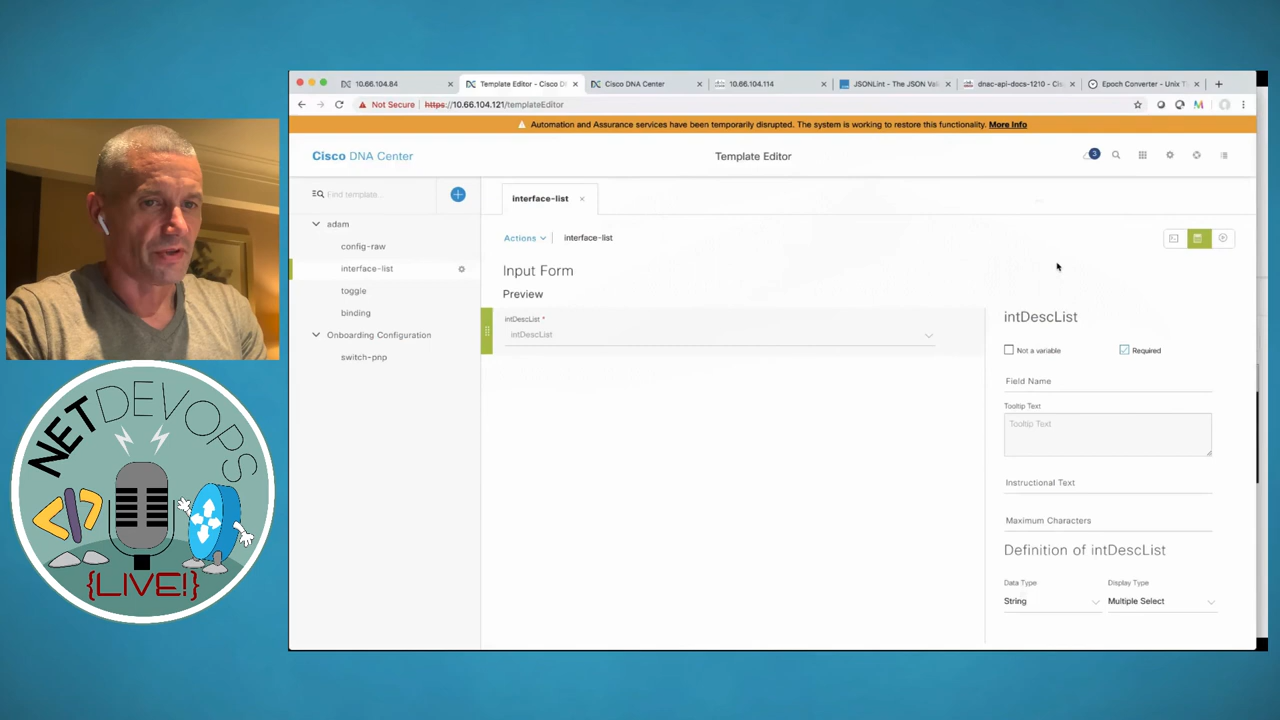 10.66.104.84
Template Editor - Cisco D
Cisco DNA Center
10.66.104.114
JSONLint - The JSON Val
dnac-api-docs-1210 - Cis
Epoch Converter - Unix T
Not Secure https://10.66.104.121/templateEditor
Automation and Assurance services have been temporarily disrupted. The system is working to restore this functionality. More Info
Cisco DNA Center
Template Editor
3
Find template...
interface-list
adam
config-raw
interface-list
toggle
binding
Onboarding Configuration
switch-pnp
Actions
interface-list
Input Form
Preview
intDescList *
intDescList
intDescList
Not a variable
Required
Field Name
Tooltip Text
Tooltip Text
Instructional Text
Maximum Characters
Definition of intDescList
Data Type
Display Type
String
Multiple Select
NETDEVOPS
{LIVE!}